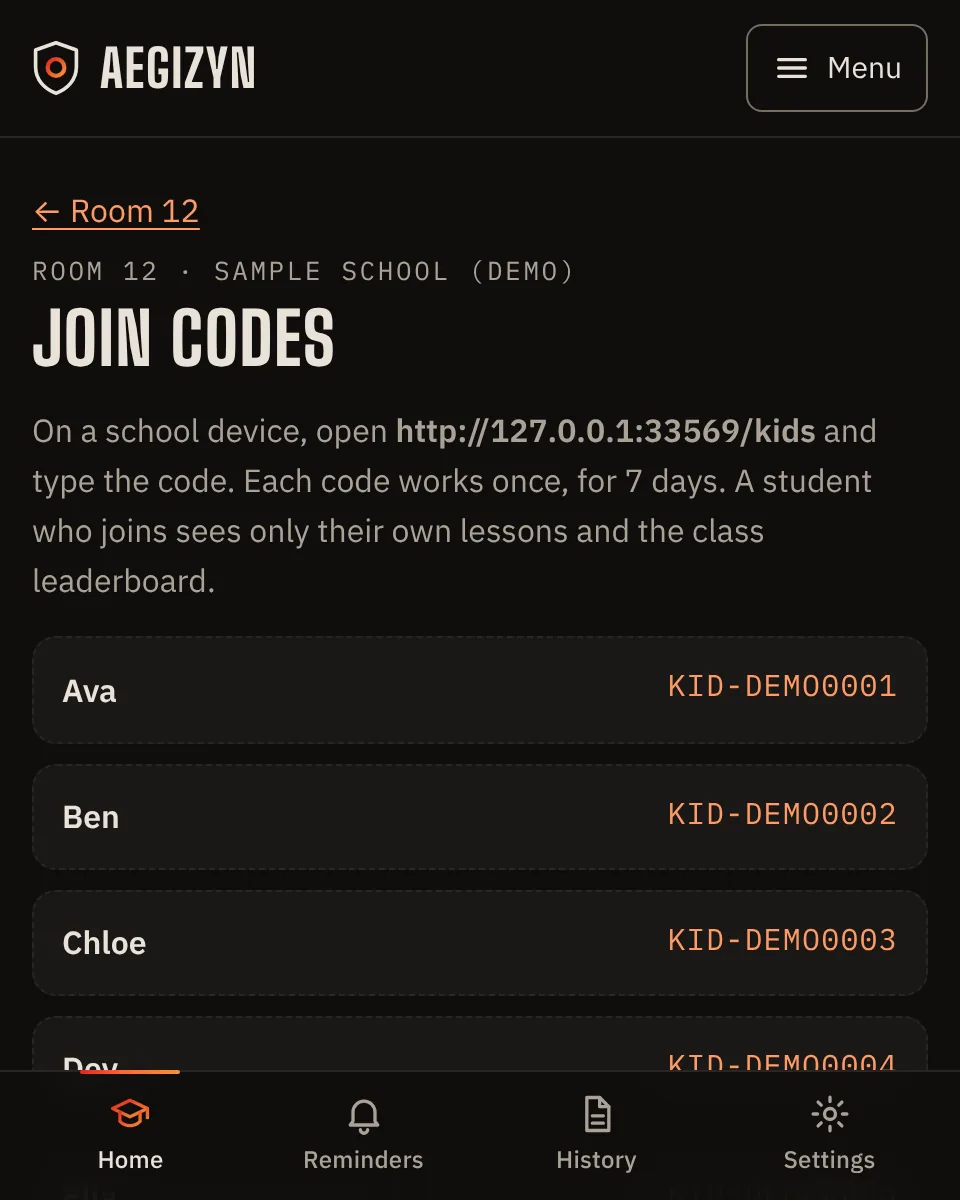 AEGIZYN
Menu
← Room 12
ROOM 12 · SAMPLE SCHOOL (DEMO)
JOIN CODES
On a school device, open http://127.0.0.1:33569/kids and
type the code. Each code works once, for 7 days. A student
who joins sees only their own lessons and the class
leaderboard.
Ava KID-DEMO0001
Ben KID-DEMO0002
Chloe KID-DEMO0003
KID-DEMO0004
Home Reminders History Settings